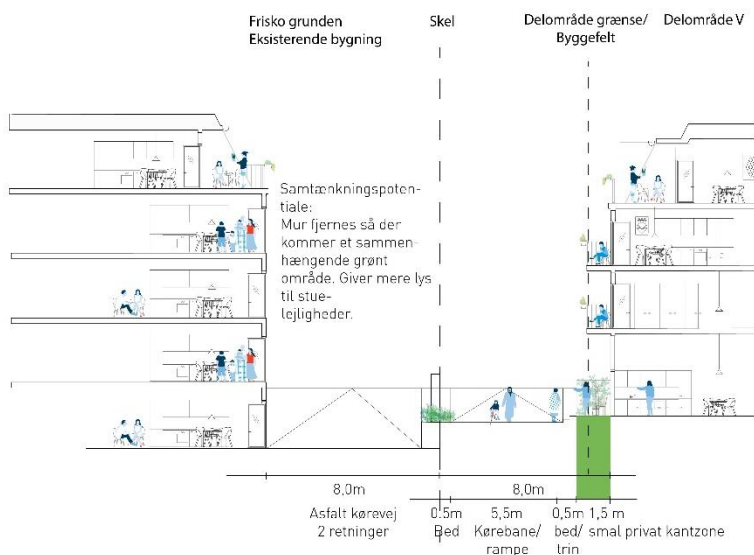 Frisko grunden
Eksisterende bygning
Skel
Delområde grænse/
Byggefelt
Delområde V
Samtænkningspoten-
tiale:
Mur fjernes så der
kommer et sammen-
hængende grønt
område. Giver mere lys
til stue-
lejligheder.
8,0m
8,0m
Asfalt kørevej
2 retninger
0,5m
Bed
5,5m
Kørebane/
rampe
0,5m
bed/
trin
1,5 m
smal privat kantzone